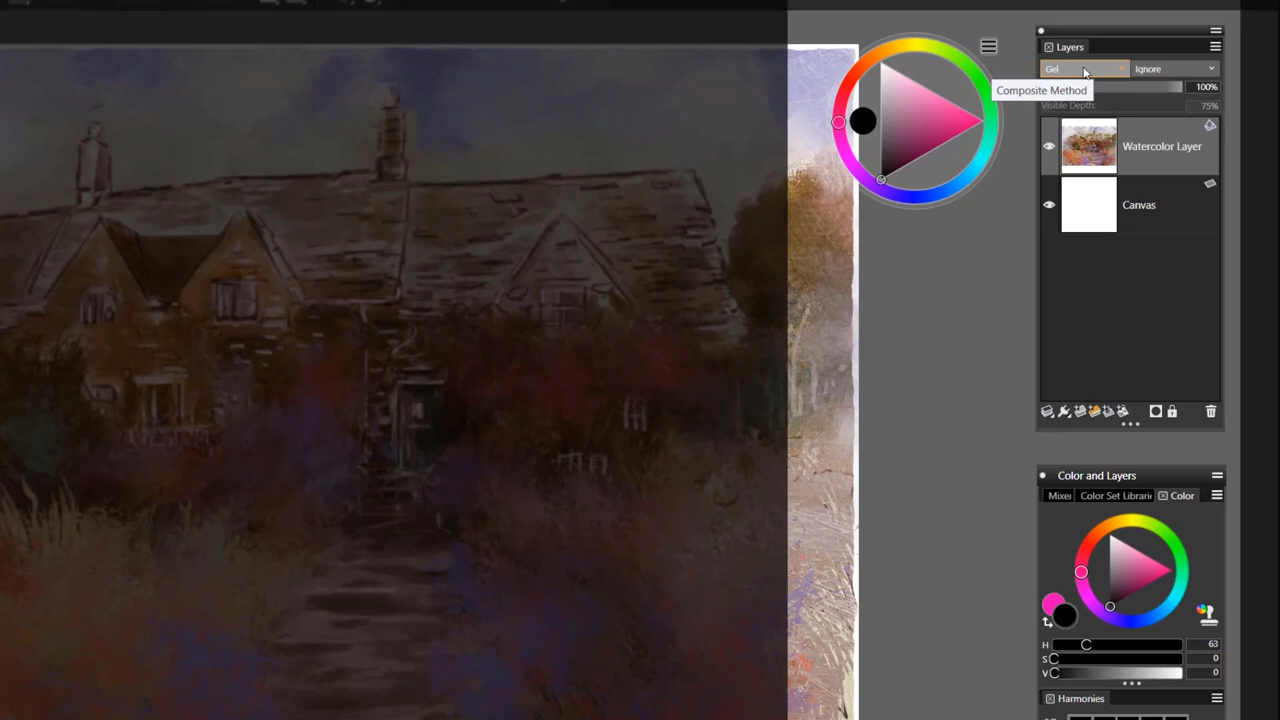 Layers
Gel
Ignore
Composite Method
100%
Visible Depth:
75%
Watercolor Layer
Canvas
Color and Layers
Mixer
Color Set Librari
Color
H
63
S
0
V
0
Harmonies